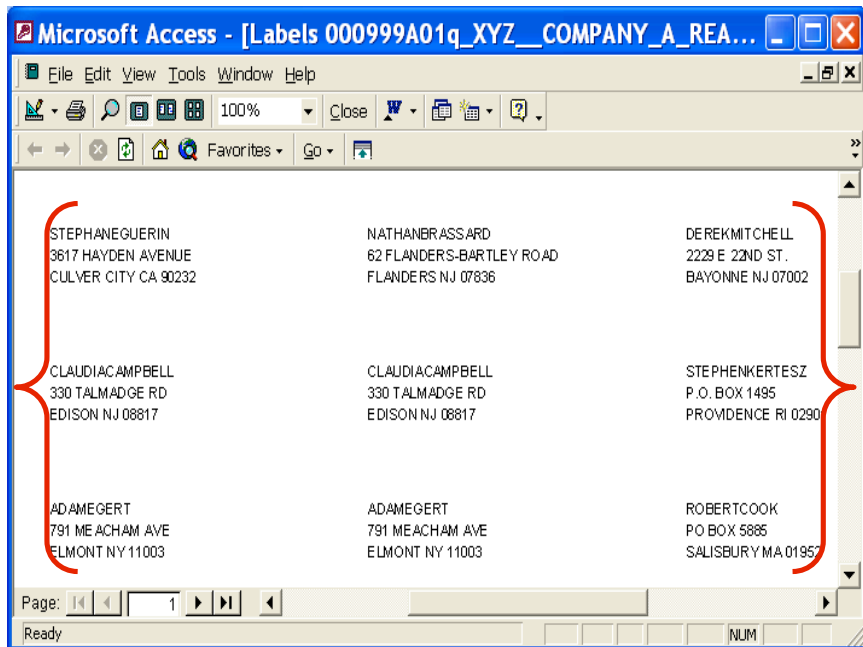 Microsoft Access - [Labels 000999A01q_XYZ__COMPANY_A_REA...
File Edit View Tools Window Help
100% Close W
Favorites Go
STEPHANEGUERIN
3617 HAYDEN AVENUE
CULVER CITY CA 90232
NATHANBRASSARD
62 FLANDERS-BARTLEY ROAD
FLANDERS NJ 07836
DEREKMITCHELL
2229 E 22ND ST.
BAYONNE NJ 07002
CLAUDIACAMPBELL
330 TALMADGE RD
EDISON NJ 08817
CLAUDIACAMPBELL
330 TALMADGE RD
EDISON NJ 08817
STEPHENKERTESZ
P.O. BOX 1495
PROVIDENCE RI 0290
ADAMEGERT
791 MEACHAM AVE
ELMONT NY 11003
ADAMEGERT
791 MEACHAM AVE
ELMONT NY 11003
ROBERTCOOK
PO BOX 5885
SALISBURY MA 01952
Page: 1
Ready NUM